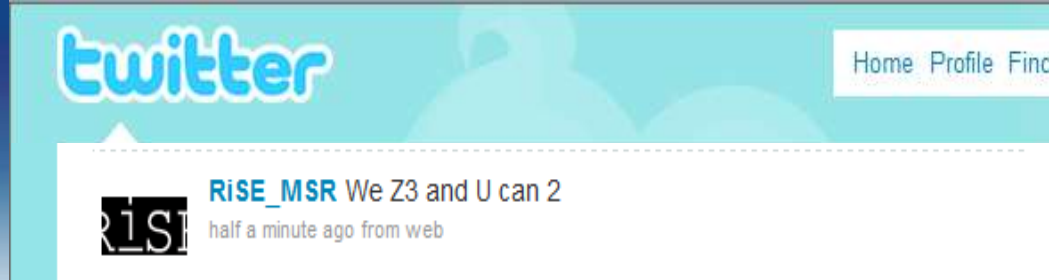 twitter
Home Profile Find
RiSE
RiSE_MSR We Z3 and U can 2
half a minute ago from web